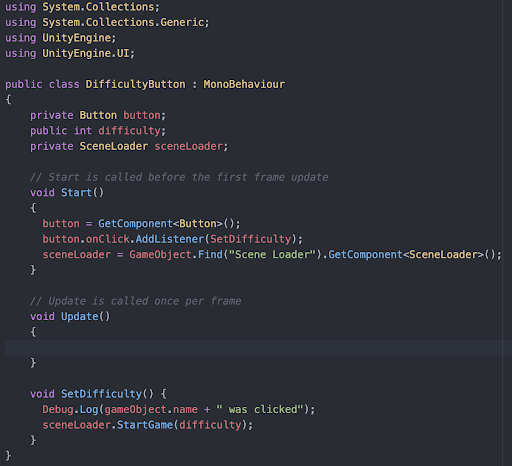 using System.Collections;
using System.Collections.Generic;
using UnityEngine;
using UnityEngine.UI;

public class DifficultyButton : MonoBehaviour
{
    private Button button;
    public int difficulty;
    private SceneLoader sceneLoader;

    // Start is called before the first frame update
    void Start()
    {
      button = GetComponent<Button>();
      button.onClick.AddListener(SetDifficulty);
      sceneLoader = GameObject.Find("Scene Loader").GetComponent<SceneLoader>();
    }

    // Update is called once per frame
    void Update()
    {

    }

    void SetDifficulty() {
      Debug.Log(gameObject.name + " was clicked");
      sceneLoader.StartGame(difficulty);
    }
}